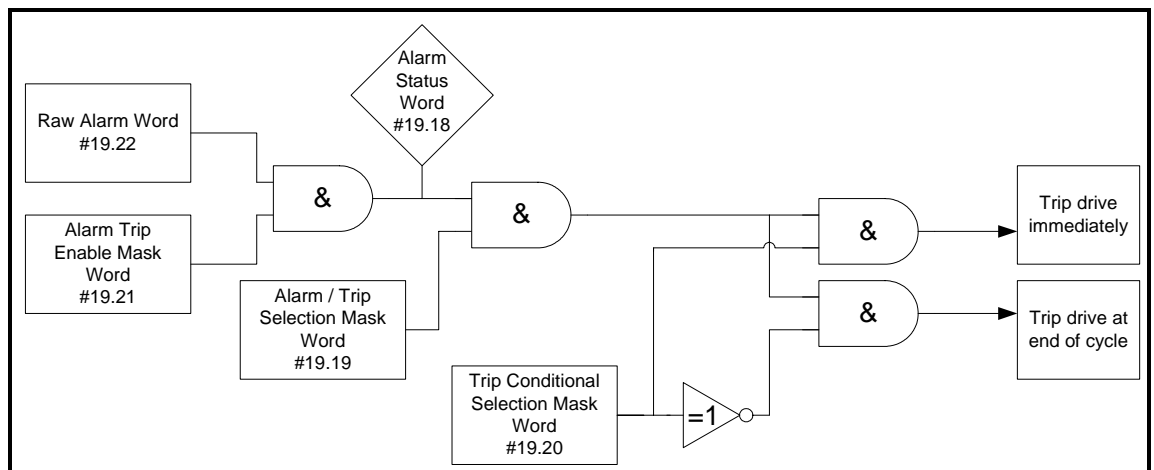 Alarm
Status
Word
#19.18
Raw Alarm Word
#19.22
&
&
Alarm Trip
Enable Mask
Word
#19.21
Alarm / Trip
Selection Mask
Word
#19.19
&
Trip drive
immediately
&
Trip drive at
end of cycle
Trip Conditional
Selection Mask
Word
#19.20
=1